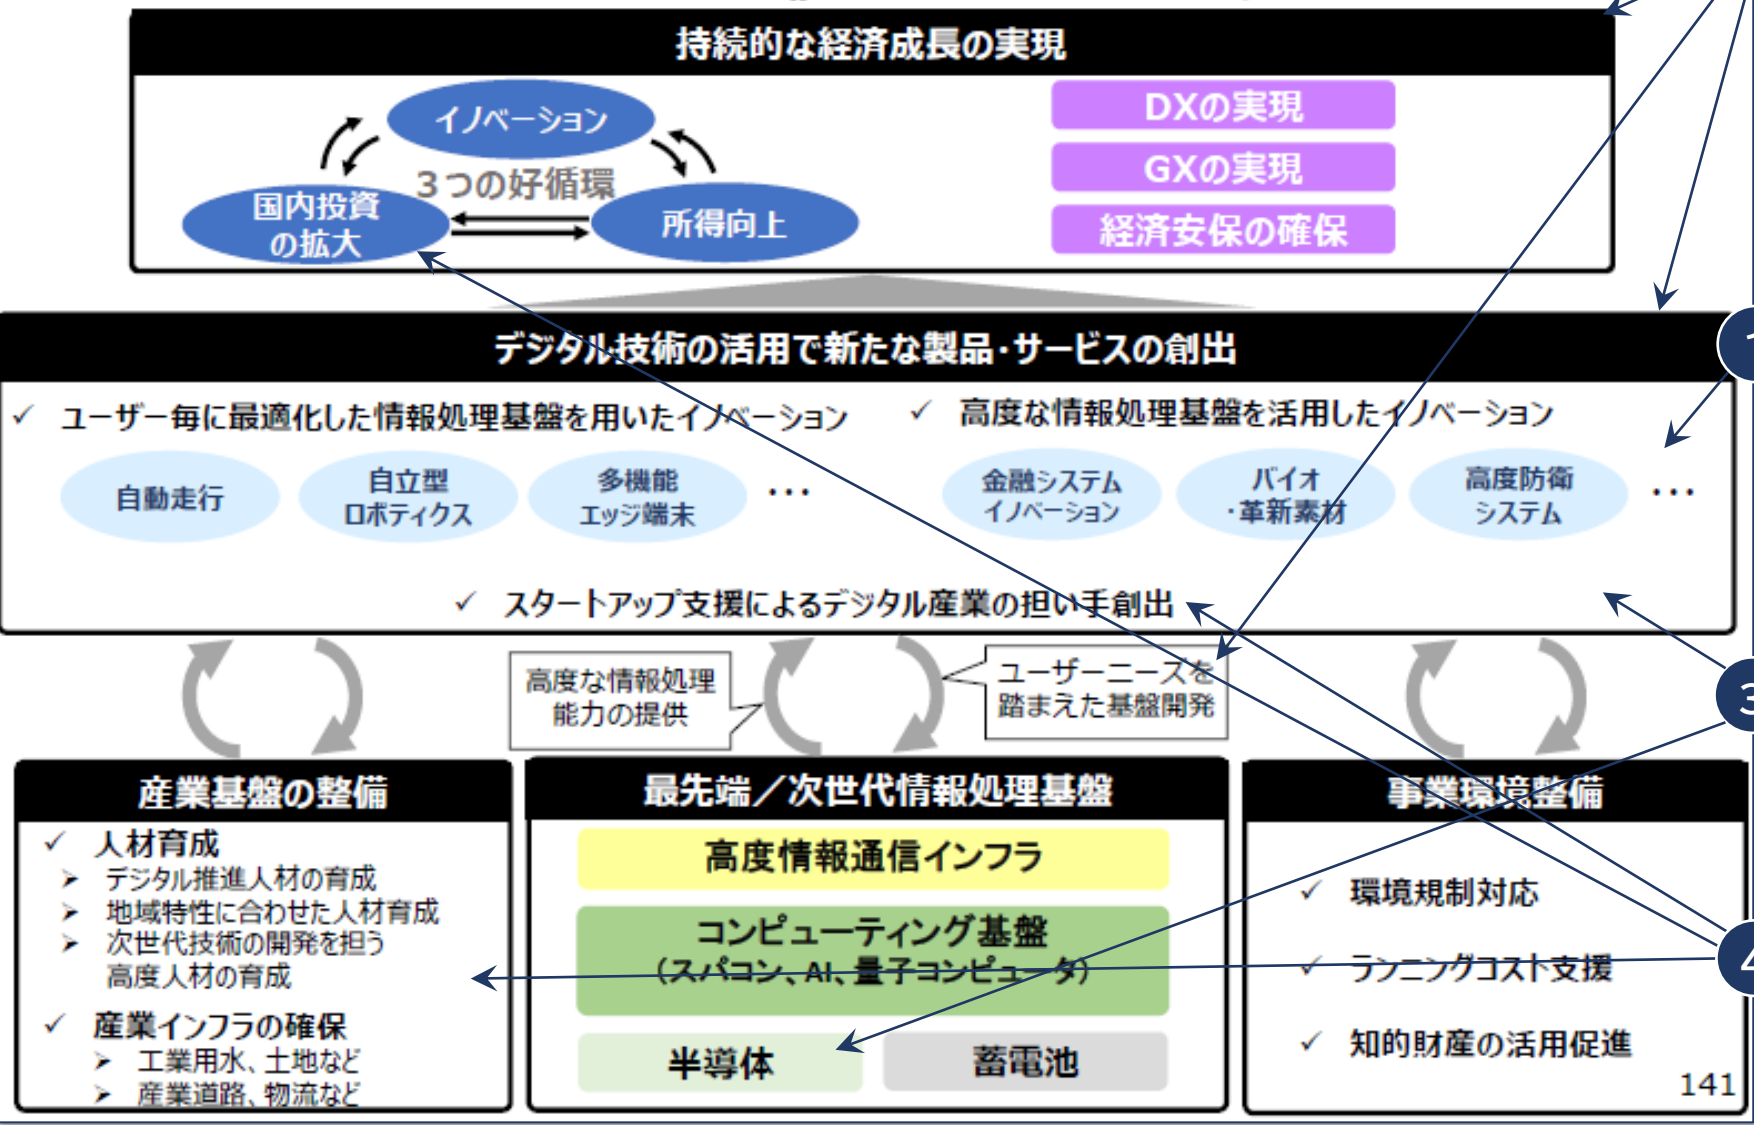 持続的な経済成長の実現
イノベーション
3つの好循環
国内投資
の拡大
所得向上
DXの実現
GXの実現
経済安保の確保
デジタル技術の活用で新たな製品・サービスの創出
✓ ユーザー毎に最適化した情報処理基盤を用いたイノベーション
自動走行
自立型
ロボティクス
多機能
エッジ端末
…
✓ 高度な情報処理基盤を活用したイノベーション
金融システム
イノベーション
バイオ
・革新素材
高度防衛
システム
…
✓ スタートアップ支援によるデジタル産業の担い手創出
高度な情報処理
能力の提供
ユーザーニーズを
踏まえた基盤開発
産業基盤の整備
✓ 人材育成
➢ デジタル推進人材の育成
➢ 地域特性に合わせた人材育成
➢ 次世代技術の開発を担う
高度人材の育成
✓ 産業インフラの確保
➢ 工業用水、土地など
➢ 産業道路、物流など
最先端／次世代情報処理基盤
高度情報通信インフラ
コンピューティング基盤
（スパコン、AI、量子コンピュータ）
半導体
蓄電池
事業環境整備
✓ 環境規制対応
✓ ランニングコスト支援
✓ 知的財産の活用促進
141
1
3